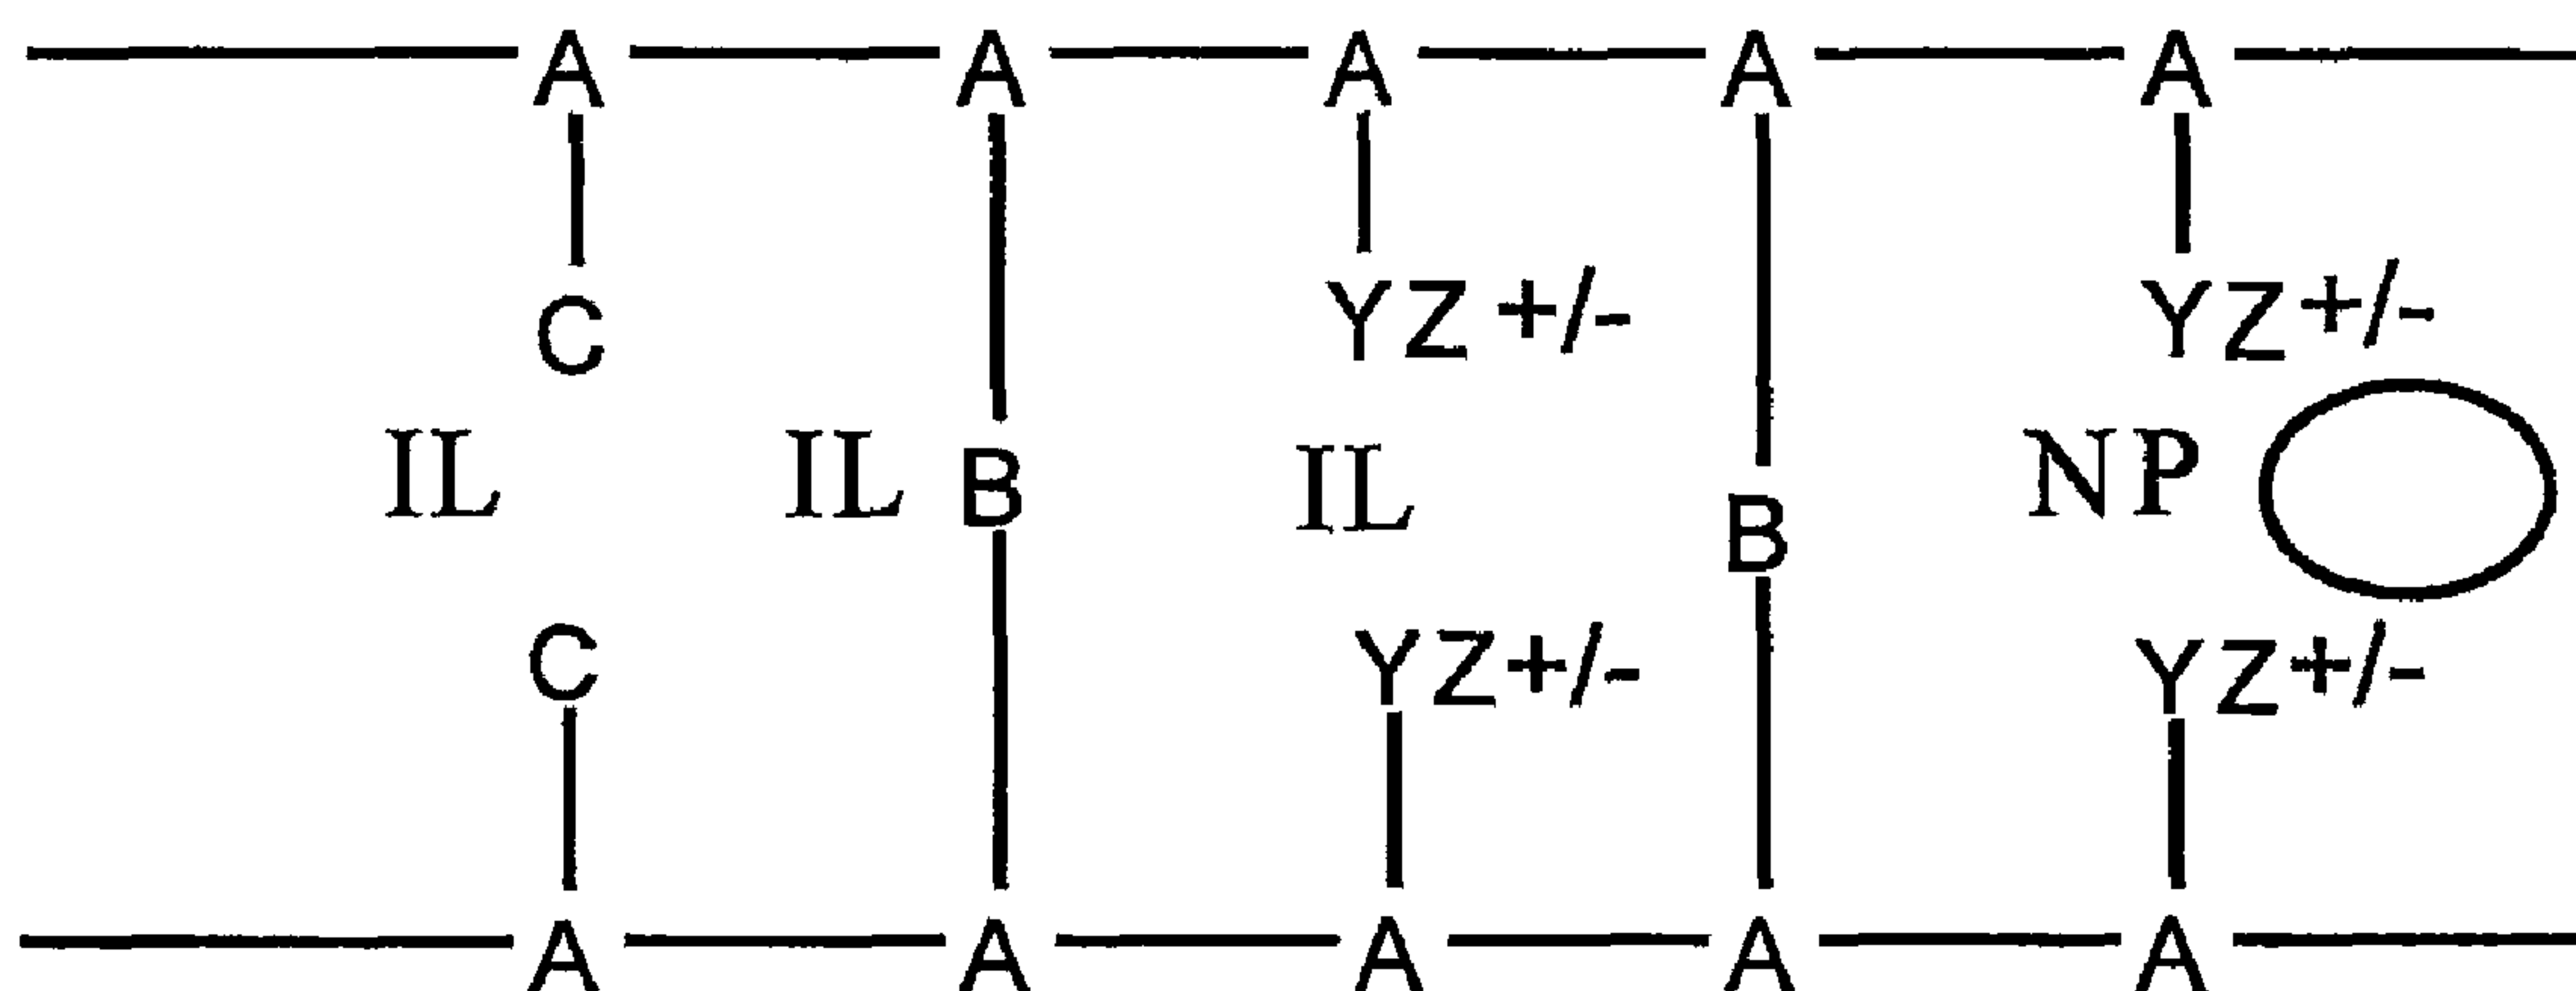 A A A A A
C YZ +/- YZ +/-
IL IL B IL B NP
C YZ+/- YZ+/-
A A A A A